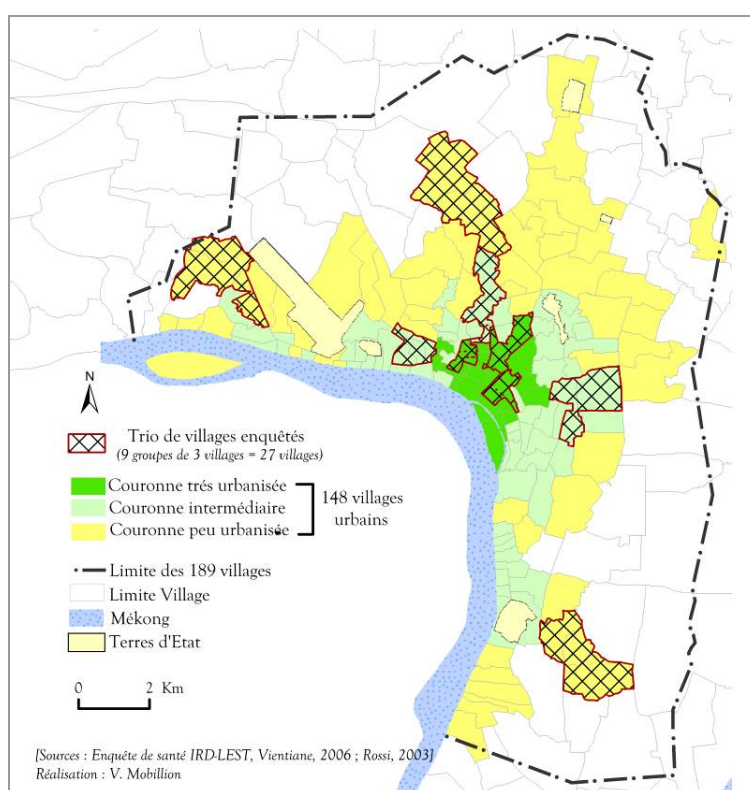 N
Trio de villages enquêtés
(9 groupes de 3 villages = 27 villages)
Couronne trés urbanisée
Couronne intermédiaire
Couronne peu urbanisée
148 villages
urbains
Limite des 189 villages
Limite Village
Mékong
Terres d'Etat
0 2 Km
[Sources : Enquête de santé IRD-LEST, Vientiane, 2006 ; Rossi, 2003]
Réalisation : V. Mobillion